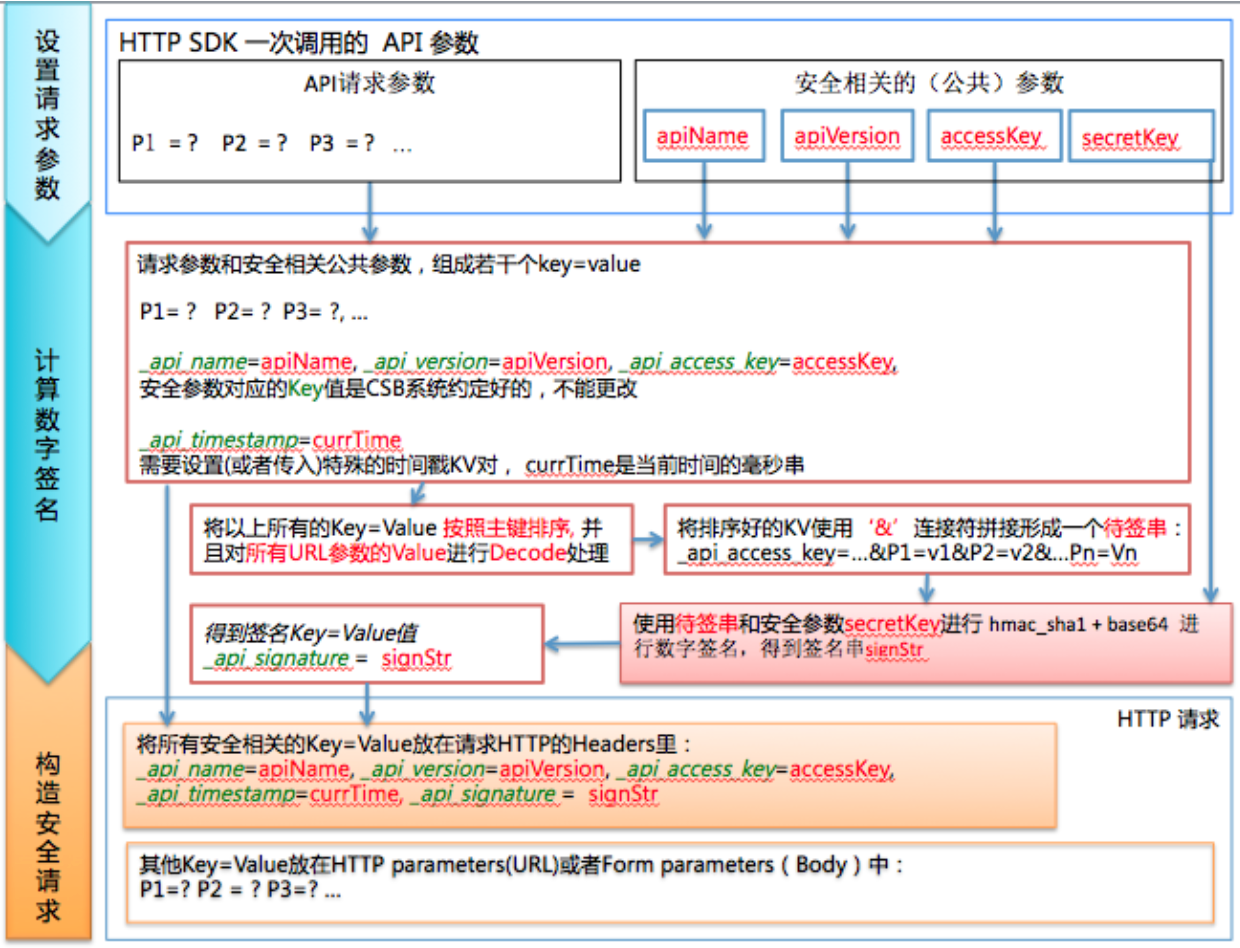 设置请求参数
HTTP SDK 一次调用的 API 参数
API请求参数
P1 = ? P2 = ? P3 = ? ...
安全相关的（公共）参数
apiName
apiVersion
accessKey
secretKey
计算数字签名
请求参数和安全相关公共参数，组成若干个key=value
P1= ? P2= ? P3= ?, ...
_api_name=apiName, _api_version=apiVersion, _api_access_key=accessKey,
安全参数对应的Key值是CSB系统约定好的，不能更改
_api_timestamp=currTime
需要设置(或者传入)特殊的时间戳KV对， currTime是当前时间的毫秒串
将以上所有的Key=Value 按照主键排序, 并
且对所有URL参数的Value进行Decode处理
将排序好的KV使用‘&’连接符拼接形成一个待签串：
_api_access_key=...&P1=v1&P2=v2&...Pn=Vn
使用待签串和安全参数secretKey进行 hmac_sha1 + base64 进
行数字签名，得到签名串signStr
得到签名Key=Value值
_api_signature = signStr
构造安全请求
HTTP 请求
将所有安全相关的Key=Value放在请求HTTP的Headers里：
_api_name=apiName, _api_version=apiVersion, _api_access_key=accessKey,
_api_timestamp=currTime, _api_signature = signStr
其他Key=Value放在HTTP parameters(URL)或者Form parameters（Body）中：
P1=? P2 = ? P3=? ...